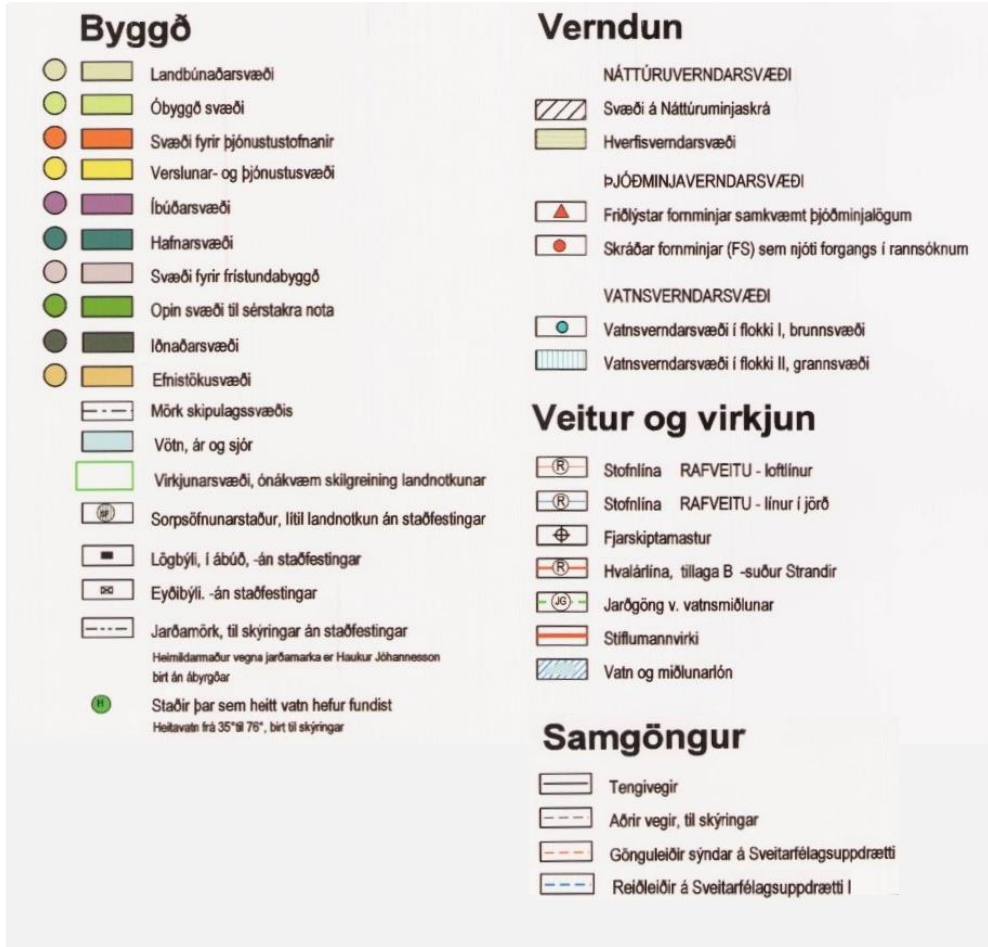 Byggð
Landbúnaðarsvæði
Óbyggð svæði
Svæði fyrir þjónustustofnanir
Verslunar- og þjónustusvæði
Íbúðarsvæði
Hafnarsvæði
Svæði fyrir frístundabyggð
Opin svæði til sérstakra nota
Iðnaðarsvæði
Efnistökusvæði
Mörk skipulagssvæðis
Vötn, ár og sjór
Virkjunarsvæði, ónákvæm skilgreining landnotkunar
Sorpsöfnunarstaður, lítil landnotkun án staðfestingar
Lögbýli, í ábúð, -án staðfestingar
Eyðibýli. -án staðfestingar
Jarðamörk, til skýringar án staðfestingar
Heimildarmaður vegna jarðamarka er Haukur Jóhannesson
birt án ábyrgðar
H Staðir þar sem heitt vatn hefur fundist
Heitavatn frá 35°til 76°, birt til skýringar
Verndun
NÁTTÚRUVERNDARSVÆÐI
Svæði á Náttúruminjaskrá
Hverfisverndarsvæði
ÞJÓÐMINJAVERNDARSVÆÐI
Friðlýstar fornminjar samkvæmt þjóðminjalögum
Skráðar fornminjar (FS) sem njóti forgangs í rannsóknum
VATNSVERNDARSVÆÐI
Vatnsverndarsvæði í flokki I, brunnsvæði
Vatnsverndarsvæði í flokki II, grannsvæði
Veitur og virkjun
R Stofnlína RAFVEITU - loftlínur
R Stofnlína RAFVEITU - línur í jörð
Fjarskiptamastur
R Hvalárlína, tillaga B -suður Strandir
JG Jarðgöng v. vatnsmiðlunar
Stíflumannvirki
Vatn og miðlunarlón
Samgöngur
Tengivegir
Aðrir vegir, til skýringar
Gönguleiðir sýndar á Sveitarfélagsuppdrætti
Reiðleiðir á Sveitarfélagsuppdrætti I